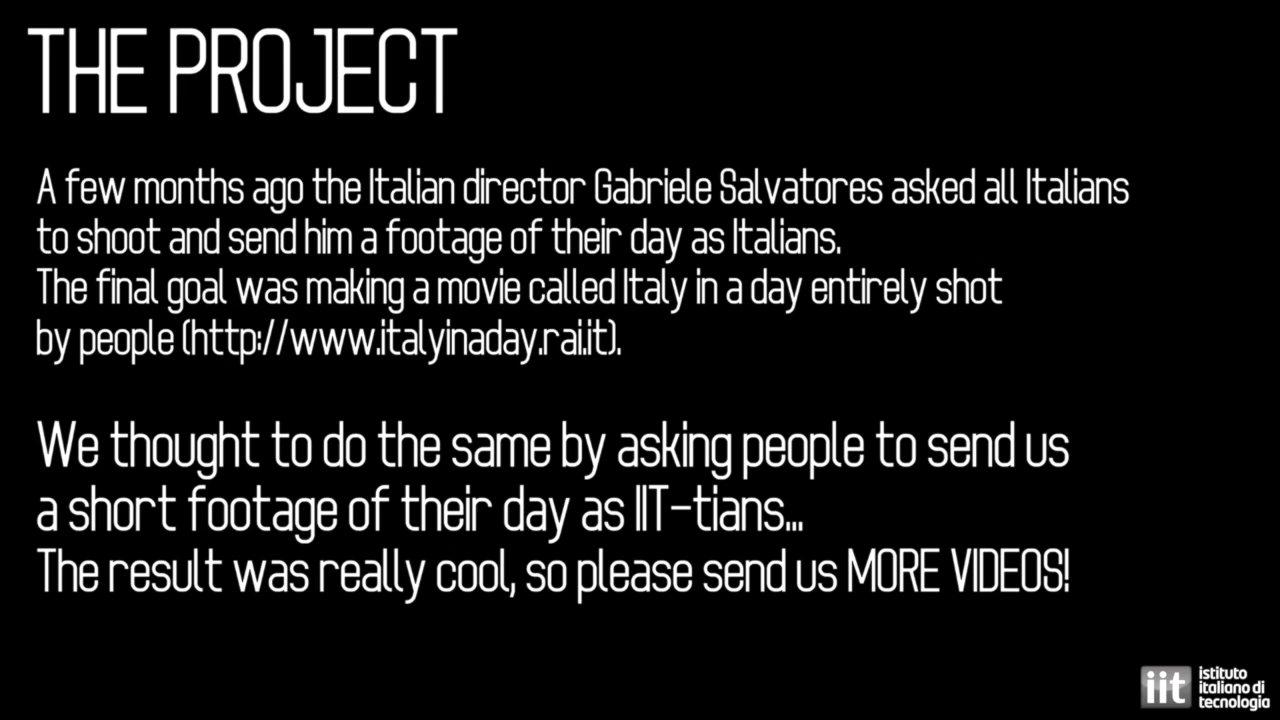 THE PROJECT
A few months ago the Italian director Gabriele Salvatores asked all Italians
to shoot and send him a footage of their day as Italians.
The final goal was making a movie called Italy in a day entirely shot
by people (http://www.italyinaday.rai.it).
We thought to do the same by asking people to send us
a short footage of their day as IIT-tians...
The result was really cool, so please send us MORE VIDEOS!
iit
istituto
italiano di
tecnologia